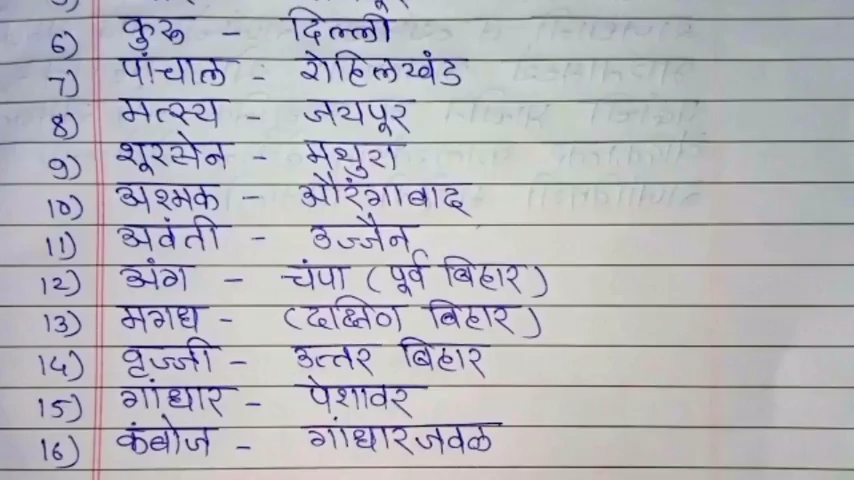 6) कुरू - दिल्ली
7) पांचाल - रोहिलखंड
8) मत्स्य - जयपूर
9) शूरसेन - मथुरा
10) अश्मक - औरंगाबाद
11) अवंती - उज्जैन
12) अंग - चंपा (पूर्व बिहार)
13) मगध - (दक्षिण बिहार)
14) वृज्जी - उत्तर बिहार
15) गांधार - पेशावर
16) कंबोज - गांधारजवळ